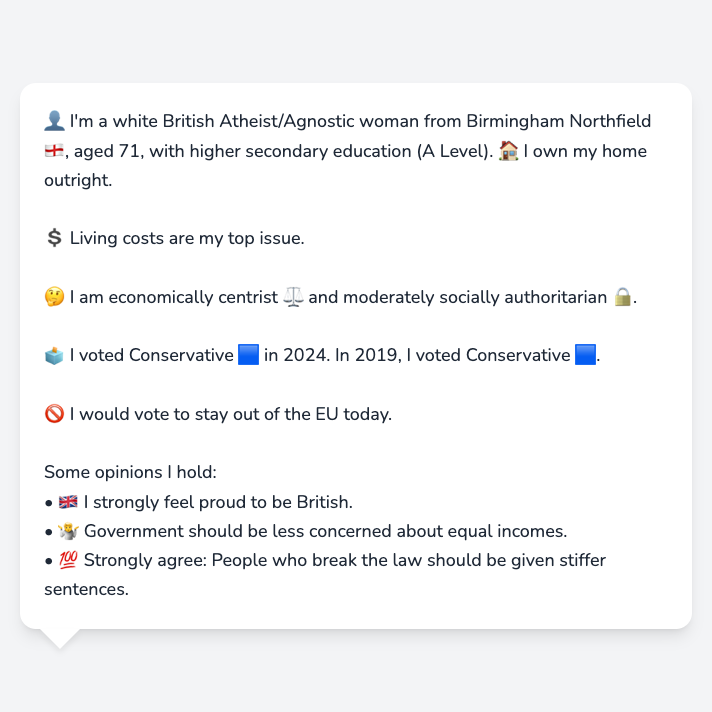 👤 I'm a white British Atheist/Agnostic woman from Birmingham Northfield
🏴󠁧󠁢󠁥󠁮󠁧󠁿, aged 71, with higher secondary education (A Level). 🏠 I own my home
outright.
💲 Living costs are my top issue.
🤔 I am economically centrist ⚖️ and moderately socially authoritarian 🔒.
🗳️ I voted Conservative 🟦 in 2024. In 2019, I voted Conservative 🟦.
🚫 I would vote to stay out of the EU today.
Some opinions I hold:
• 🇬🇧 I strongly feel proud to be British.
• 🤷 Government should be less concerned about equal incomes.
• 💯 Strongly agree: People who break the law should be given stiffer
sentences.